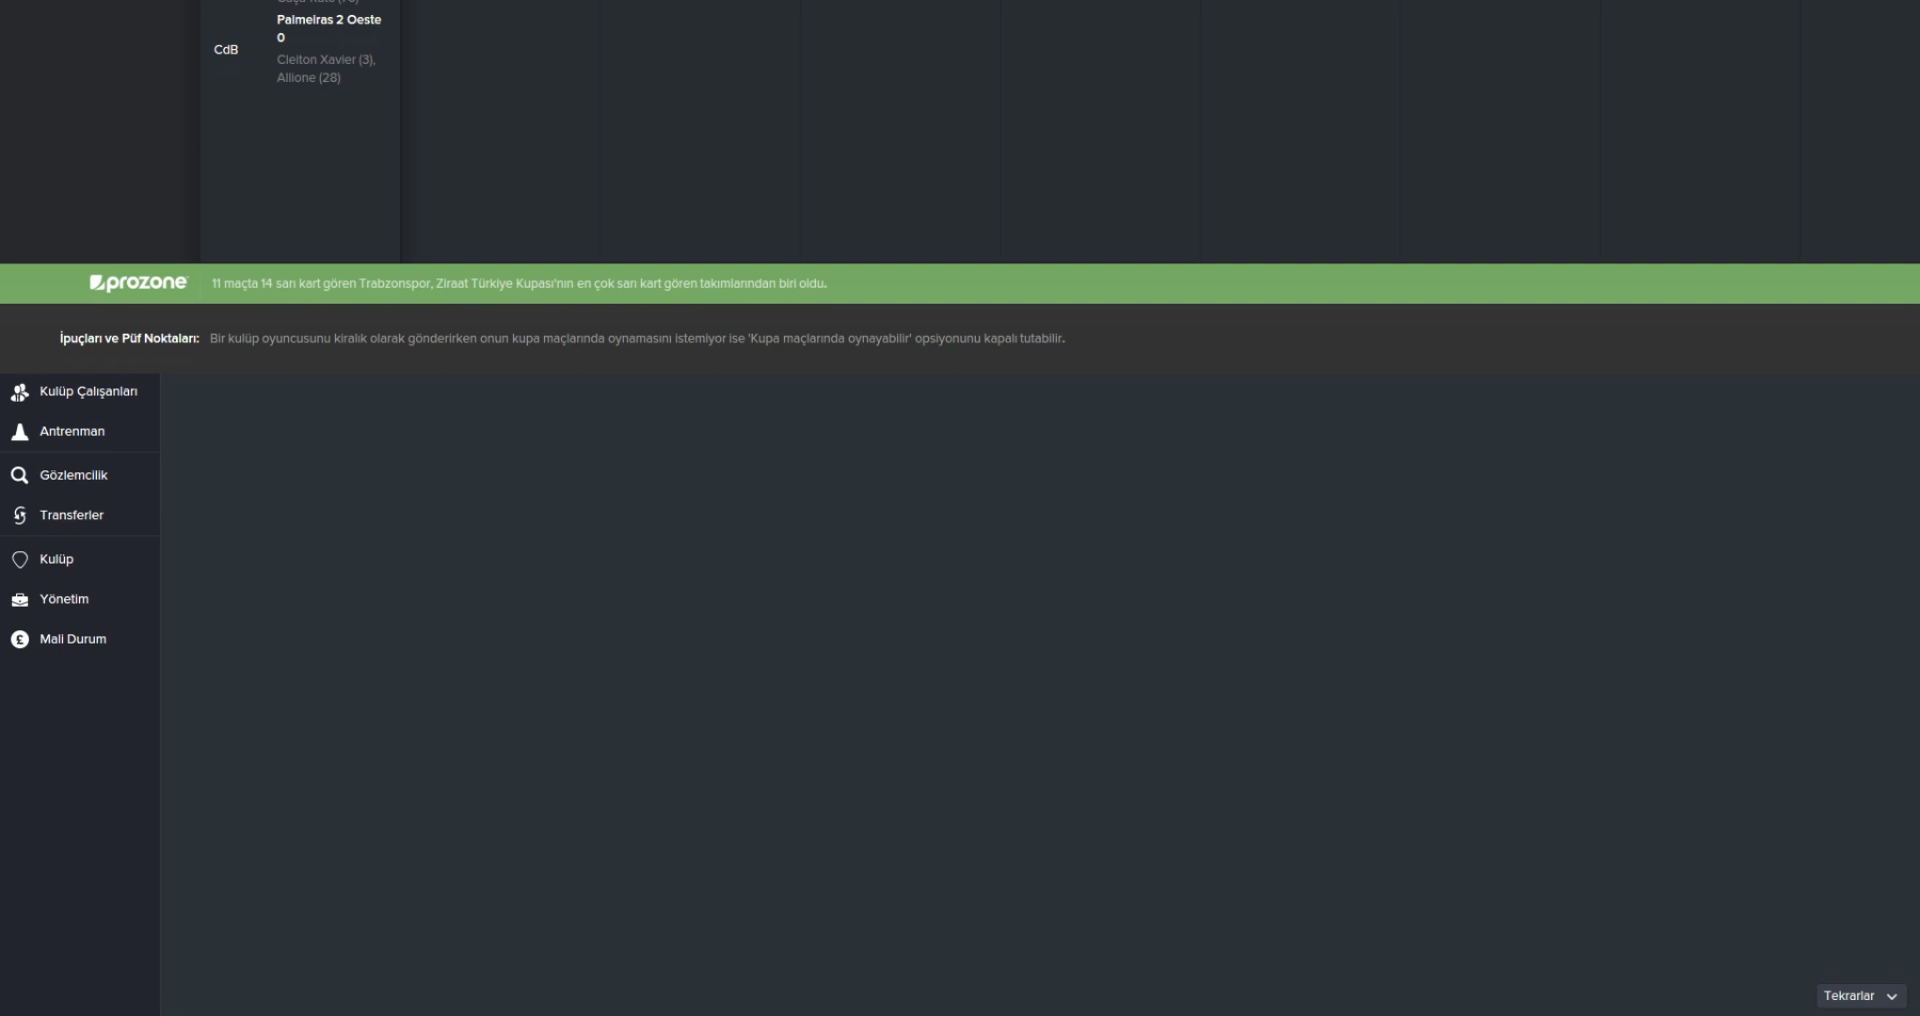 Palmeiras 2 Oeste
0
CdB
Cleiton Xavier (3),
Allione (28)
prozone
11 maçta 14 sarı kart gören Trabzonspor, Ziraat Türkiye Kupası'nın en çok sarı kart gören takımlarından biri oldu.
İpuçları ve Püf Noktaları: Bir kulüp oyuncusunu kiralık olarak gönderirken onun kupa maçlarında oynamasını istemiyor ise 'Kupa maçlarında oynayabilir' opsiyonunu kapalı tutabilir.
Kulüp Çalışanları
Antrenman
Gözlemcilik
Transferler
Kulüp
Yönetim
Mali Durum
Tekrarlar